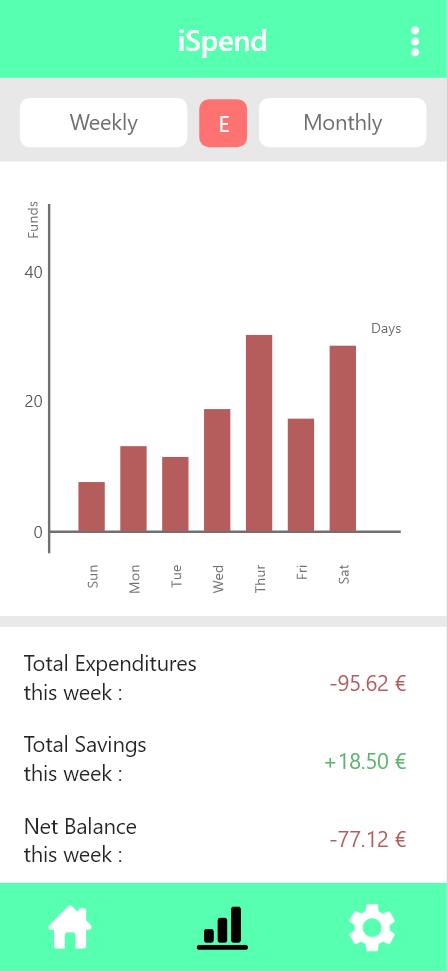 iSpend
Weekly
E
Monthly
Funds
40
Days
20
0
Sun
Mon
Tue
Wed
Thur
Fri
Sat
Total Expenditures
this week :
-95.62 €
Total Savings
this week :
+18.50 €
Net Balance
this week :
-77.12 €